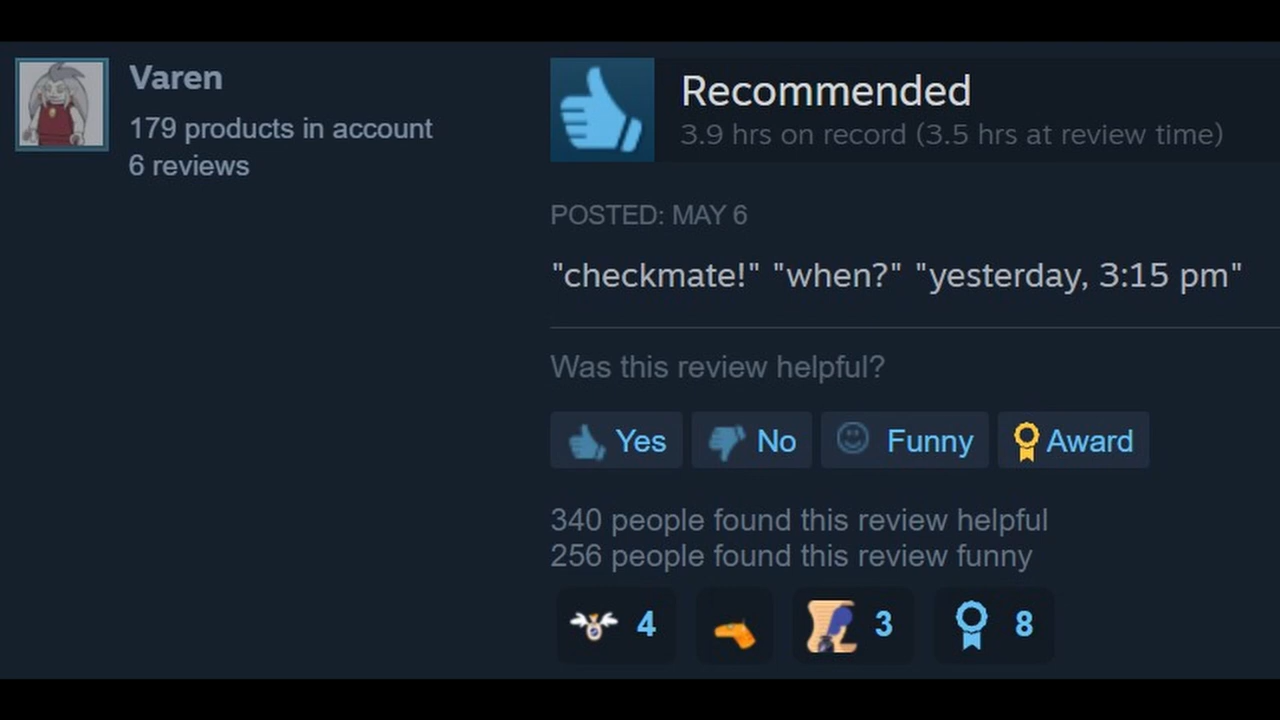 Varen
179 products in account
6 reviews
Recommended
3.9 hrs on record (3.5 hrs at review time)
POSTED: MAY 6
"checkmate!" "when?" "yesterday, 3:15 pm"
Was this review helpful?
Yes No Funny Award
340 people found this review helpful
256 people found this review funny
4 3 8